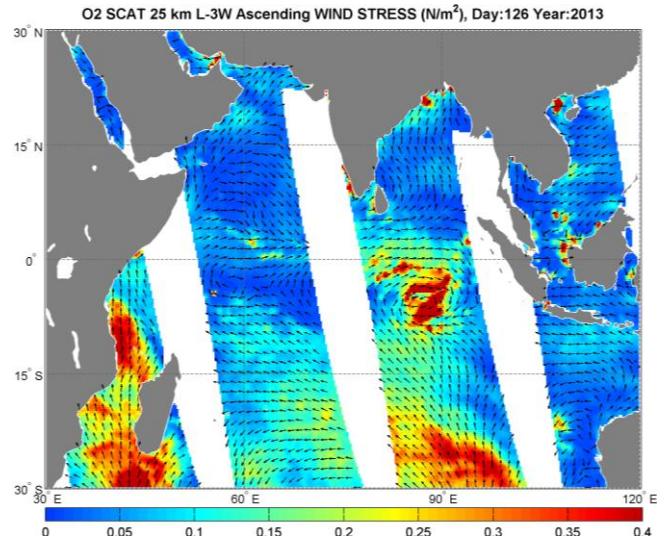 O2 SCAT 25 km L-3W Ascending WIND STRESS (N/m²), Day:126 Year:2013
30° N
15° N
0°
15° S
30° S
30° E
60° E
90° E
120° E
0 0.05 0.1 0.15 0.2 0.25 0.3 0.35 0.4